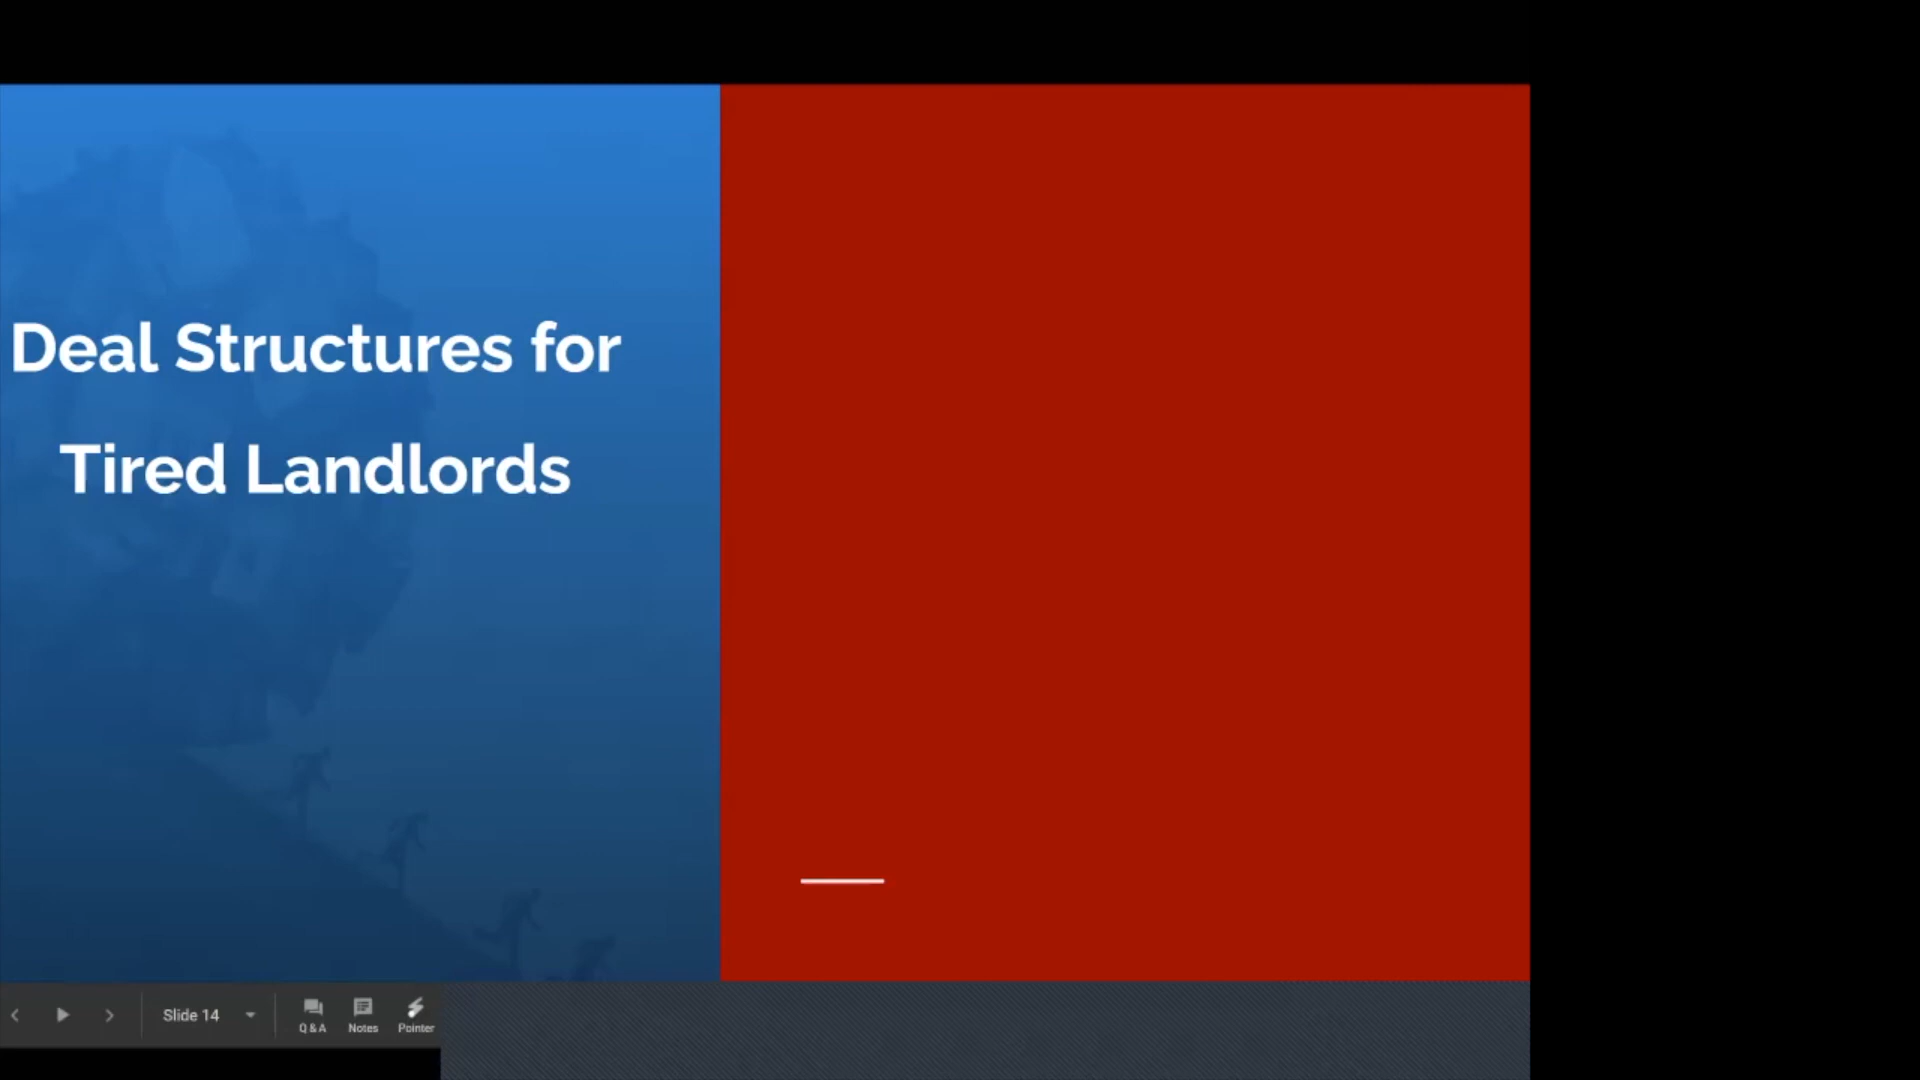 Deal Structures for
Tired Landlords
Slide 14
Q & A
Notes
Pointer